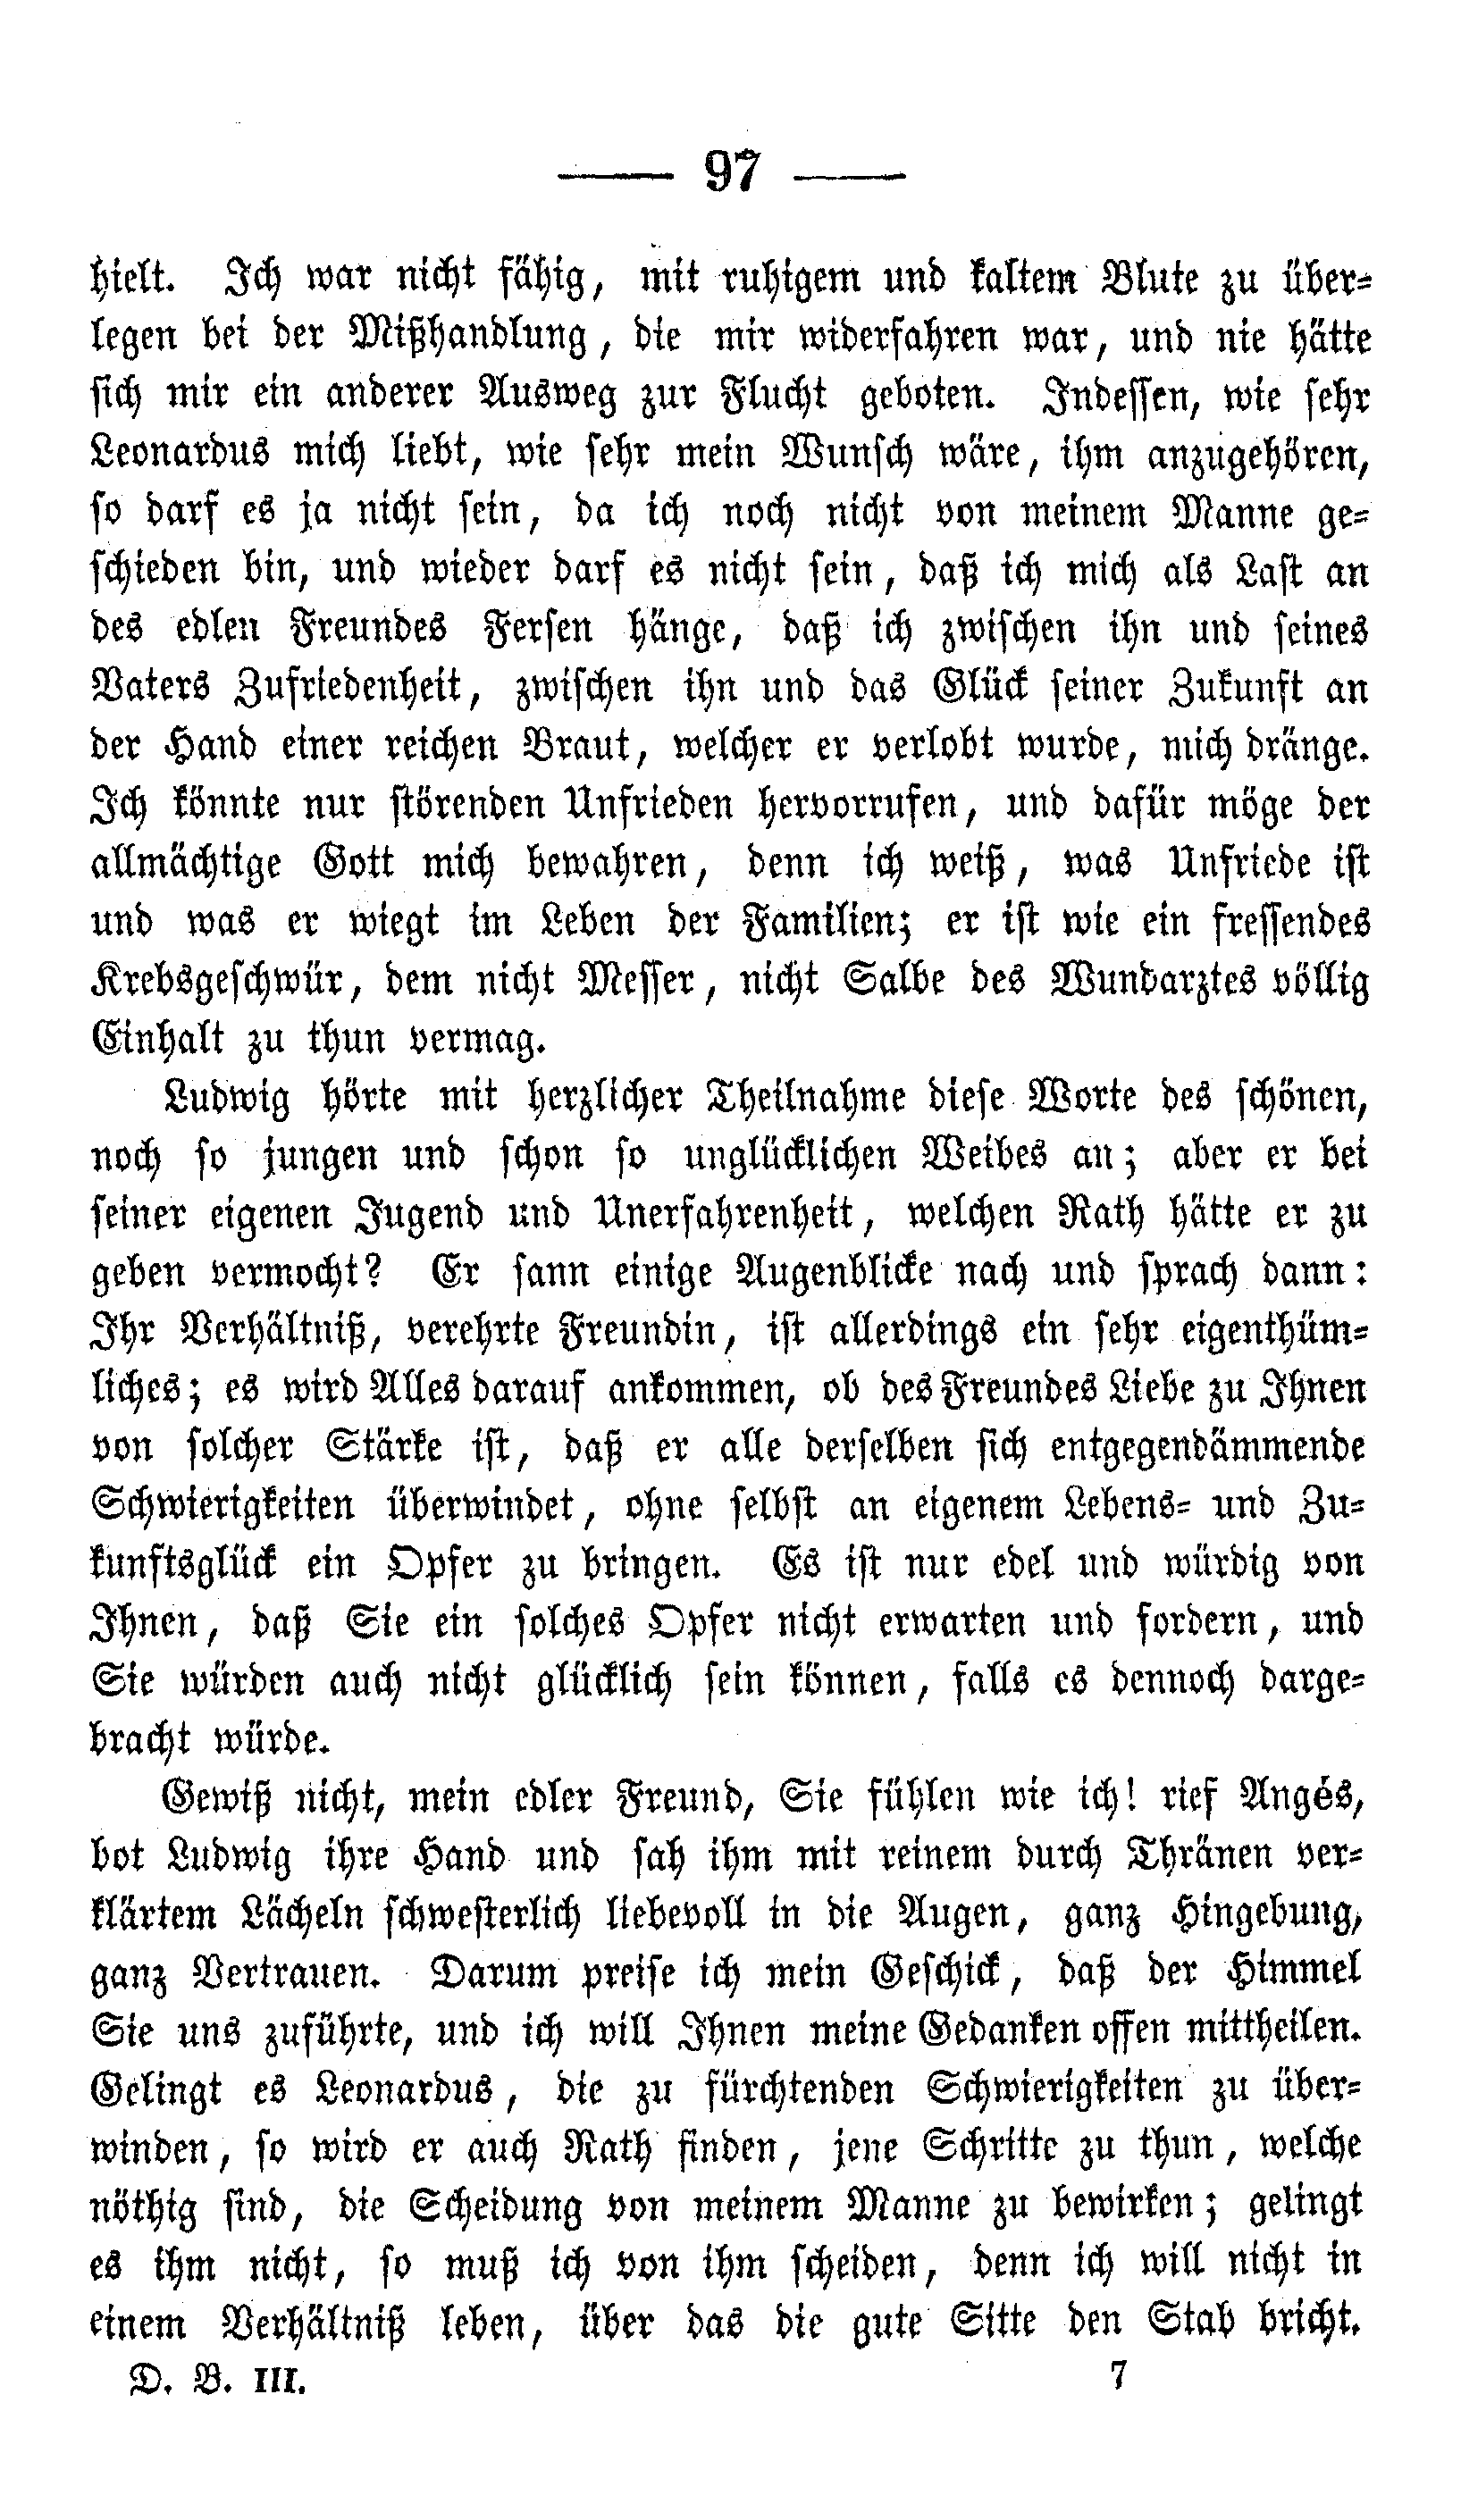 — 97 —
hielt. Ich war nicht fähig, mit ruhigem und kaltem Blute zu über-
legen bei der Mißhandlung, die mir widerfahren war, und nie hätte
sich mir ein anderer Ausweg zur Flucht geboten. Indessen, wie sehr
Leonardus mich liebt, wie sehr mein Wunsch wäre, ihm anzugehören,
so darf es ja nicht sein, da ich noch nicht von meinem Manne ge-
schieden bin, und wieder darf es nicht sein, daß ich mich als Last an
des edlen Freundes Fersen hänge, daß ich zwischen ihn und seines
Vaters Zufriedenheit, zwischen ihn und das Glück seiner Zukunft an
der Hand einer reichen Braut, welcher er verlobt wurde, mich dränge.
Ich könnte nur störenden Unfrieden hervorrufen, und dafür möge der
allmächtige Gott mich bewahren, denn ich weiß, was Unfriede ist
und was er wiegt im Leben der Familien; er ist wie ein fressendes
Krebsgeschwür, dem nicht Messer, nicht Salbe des Wundarztes völlig
Einhalt zu thun vermag.
Ludwig hörte mit herzlicher Theilnahme diese Worte des schönen,
noch so jungen und schon so unglücklichen Weibes an; aber er bei
seiner eigenen Jugend und Unerfahrenheit, welchen Rath hätte er zu
geben vermocht? Er sann einige Augenblicke nach und sprach dann:
Ihr Verhältniß, verehrte Freundin, ist allerdings ein sehr eigenthüm-
liches; es wird Alles darauf ankommen, ob des Freundes Liebe zu Ihnen
von solcher Stärke ist, daß er alle derselben sich entgegendämmende
Schwierigkeiten überwindet, ohne selbst an eigenem Lebens- und Zu-
kunftsglück ein Opfer zu bringen. Es ist nur edel und würdig von
Ihnen, daß Sie ein solches Opfer nicht erwarten und fordern, und
Sie würden auch nicht glücklich sein können, falls es dennoch darge-
bracht würde.
Gewiß nicht, mein edler Freund, Sie fühlen wie ich! rief Angés,
bot Ludwig ihre Hand und sah ihm mit reinem durch Thränen ver-
klärtem Lächeln schwesterlich liebevoll in die Augen, ganz Hingebung,
ganz Vertrauen. Darum preise ich mein Geschick, daß der Himmel
Sie uns zuführte, und ich will Ihnen meine Gedanken offen mittheilen.
Gelingt es Leonardus, die zu fürchtenden Schwierigkeiten zu über-
winden, so wird er auch Rath finden, jene Schritte zu thun, welche
nöthig sind, die Scheidung von meinem Manne zu bewirken; gelingt
es ihm nicht, so muß ich von ihm scheiden, denn ich will nicht in
einem Verhältniß leben, über das die gute Sitte den Stab bricht.
D. B. III. 7